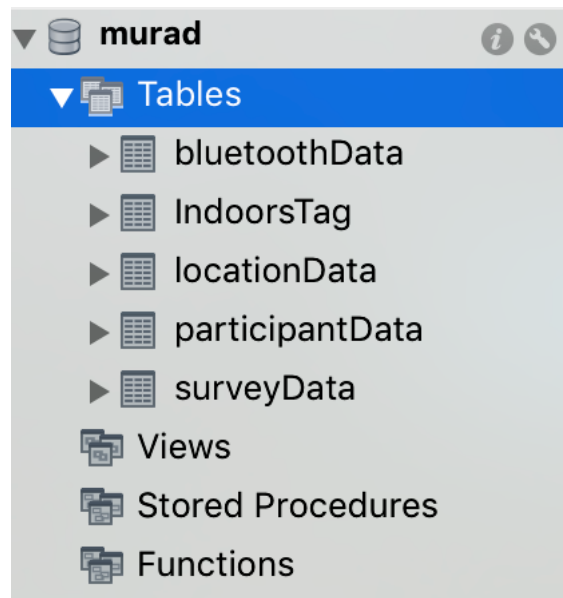 murad
Tables
bluetoothData
IndoorsTag
locationData
participantData
surveyData
Views
Stored Procedures
Functions